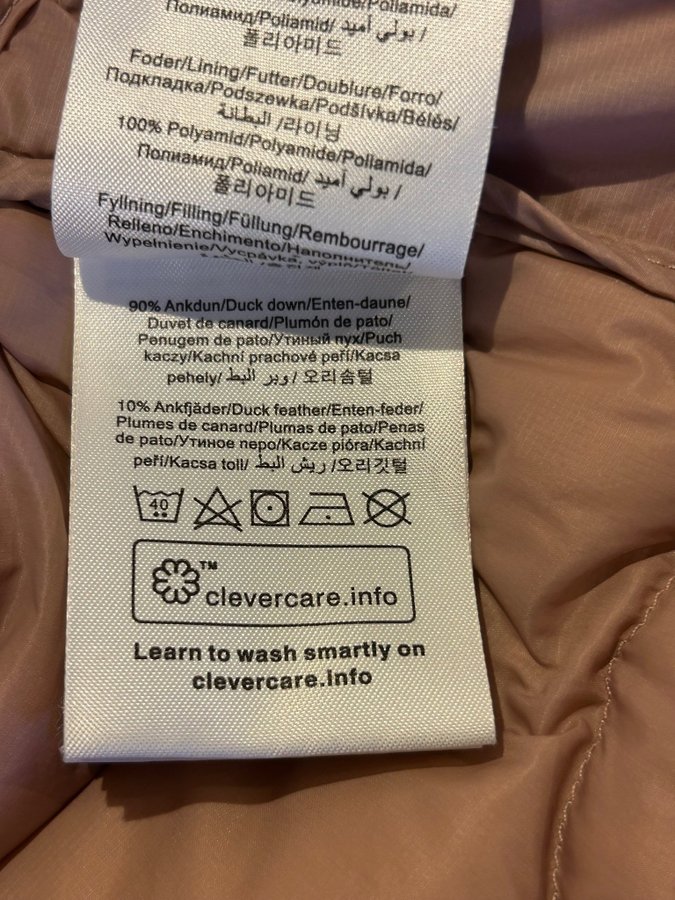 Polyamide/Poliamida/
Полиамид/Poliamid/ بولي أميد /
폴리아미드
Foder/Lining/Futter/Doublure/Forro/
Подкладка/Podszewka/Podšívka/Bélés/
البطانة /라이닝
100% Polyamid/Polyamide/Poliamida/
Полиамид/Poliamid/ بولي أميد /
폴리아미드
Fyllning/Filling/Füllung/Rembourrage/
Relleno/Enchimento/Наполнитель/
Wypełnienie/Vycpávka, výplň/
90% Ankdun/Duck down/Enten-daune/
Duvet de canard/Plumón de pato/
Penugem de pato/Утиный пух/Puch
kaczy/Kachní prachové peří/Kacsa
pehely/ وبر البط / 오리솜털
10% Ankfjäder/Duck feather/Enten-feder/
Plumes de canard/Plumas de pato/Penas
de pato/Утиное перо/Kacze pióra/Kachní
peří/Kacsa toll/ ريش البط /오리깃털
40
™
clevercare.info
Learn to wash smartly on
clevercare.info